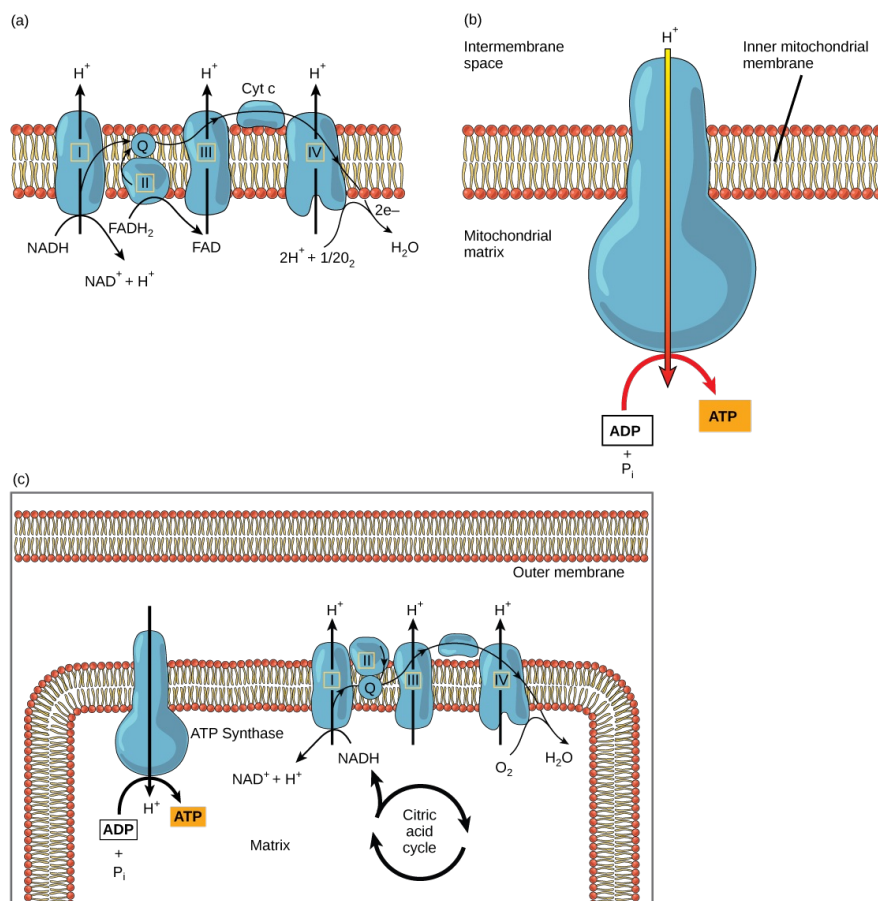 (a)
H⁺
H⁺
H⁺
Cyt c
I
Q
II
III
IV
NADH
NAD⁺ + H⁺
FADH₂
FAD
2H⁺ + 1/20₂
2e–
H₂O
(b)
Intermembrane
space
H⁺
Inner mitochondrial
membrane
Mitochondrial
matrix
ADP
+
Pᵢ
ATP
(c)
Outer membrane
H⁺
H⁺
H⁺
I
II
Q
III
IV
ATP Synthase
H⁺
ADP
+
Pᵢ
ATP
NAD⁺ + H⁺
NADH
O₂
H₂O
Citric
acid
cycle
Matrix